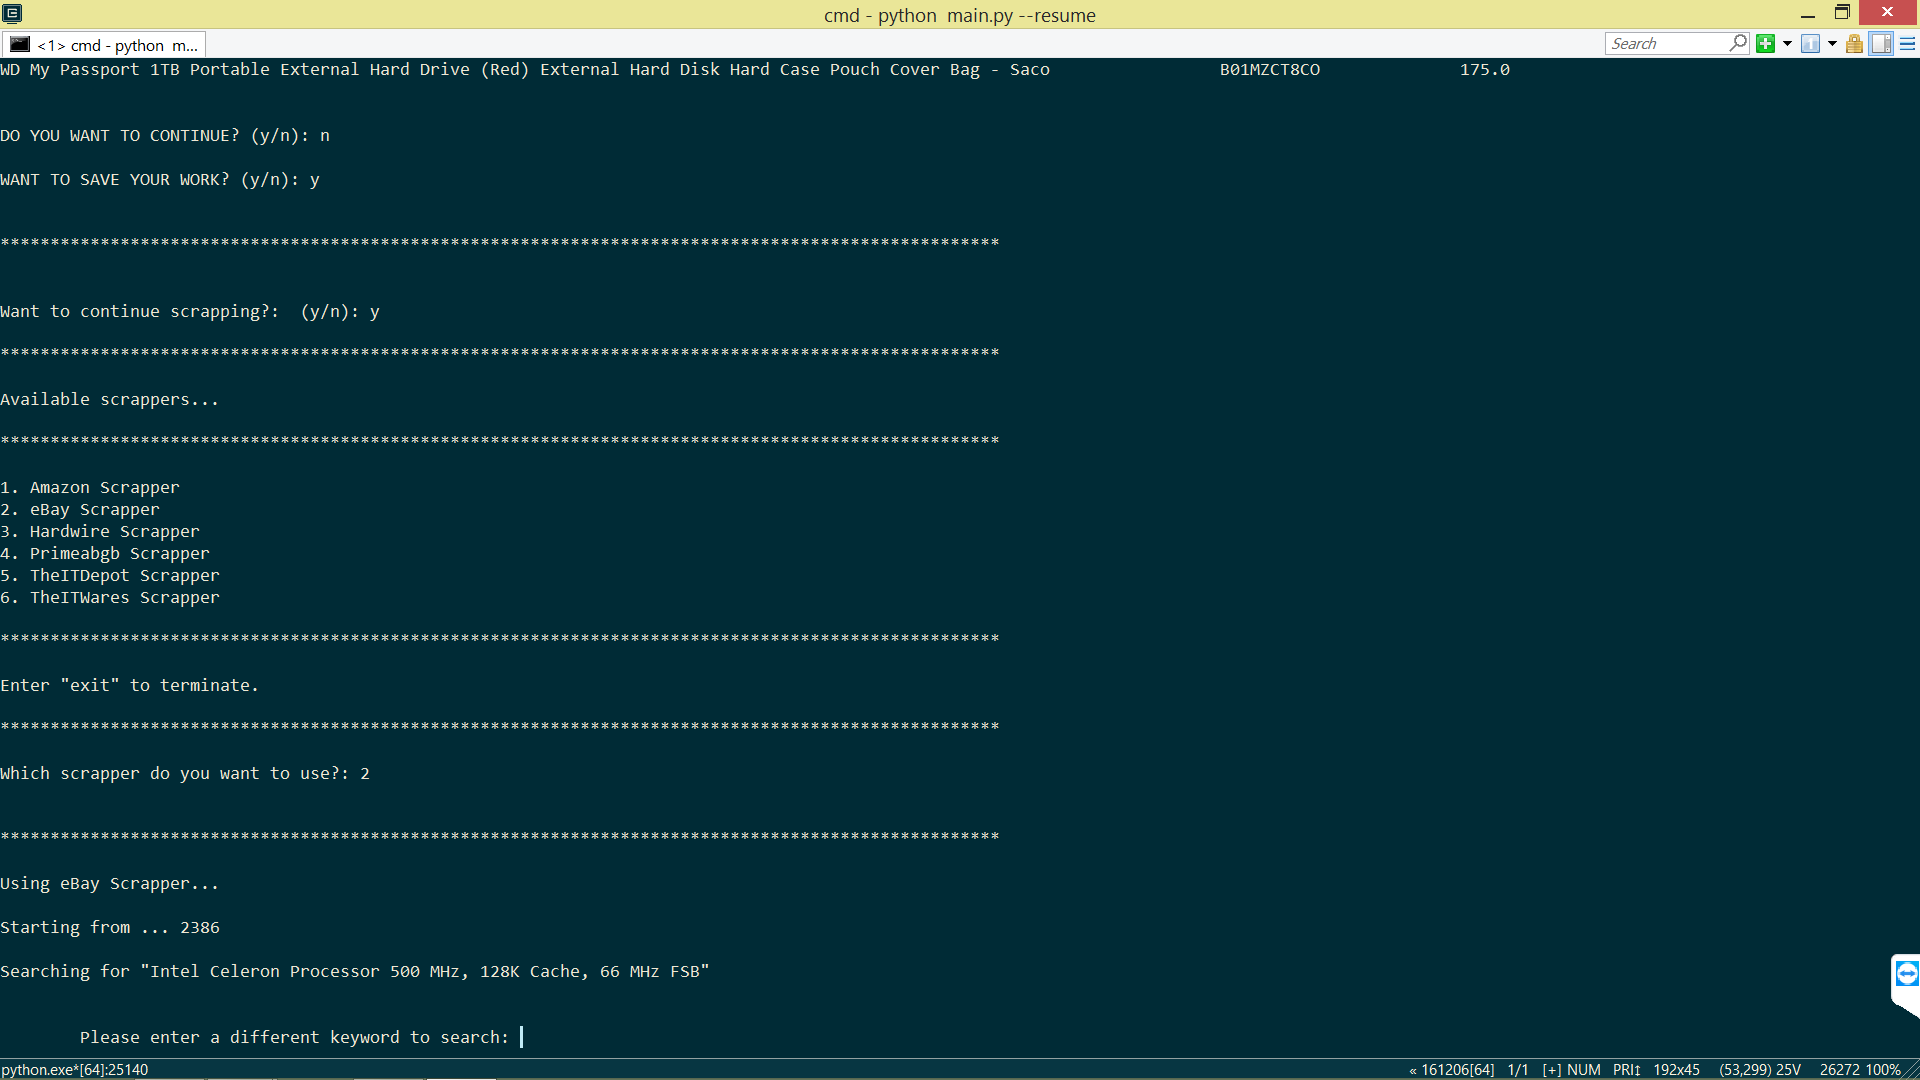 cmd - python  main.py --resume
<1> cmd - python  m...
Search
WD My Passport 1TB Portable External Hard Drive (Red) External Hard Disk Hard Case Pouch Cover Bag - Saco                 B01MZCT8CO              175.0
DO YOU WANT TO CONTINUE? (y/n): n
WANT TO SAVE YOUR WORK? (y/n): y
****************************************************************************************************
Want to continue scrapping?:  (y/n): y
****************************************************************************************************
Available scrappers...
****************************************************************************************************
1. Amazon Scrapper
2. eBay Scrapper
3. Hardwire Scrapper
4. Primeabgb Scrapper
5. TheITDepot Scrapper
6. TheITWares Scrapper
****************************************************************************************************
Enter "exit" to terminate.
****************************************************************************************************
Which scrapper do you want to use?: 2
****************************************************************************************************
Using eBay Scrapper...
Starting from ... 2386
Searching for "Intel Celeron Processor 500 MHz, 128K Cache, 66 MHz FSB"
Please enter a different keyword to search:
python.exe*[64]:25140
« 161206[64]  1/1  [+] NUM  PRI↕  192x45  (53,299) 25V  26272 100%